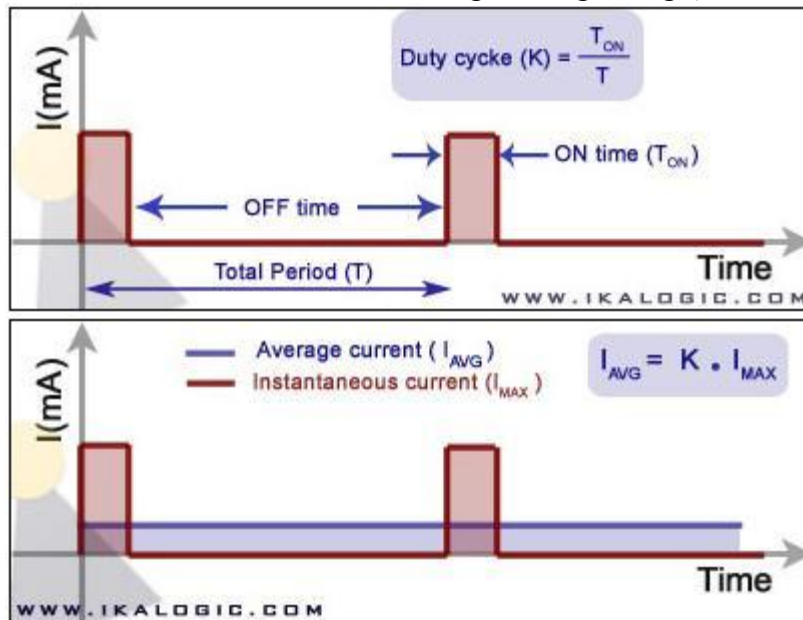 I(mA)
Duty cycke (K) = T_ON / T
ON time (T_ON)
OFF time
Total Period (T)
Time
WWW.IKALOGIC.COM
I(mA)
Average current ( I_AVG )
Instantaneous current (I_MAX )
I_AVG = K . I_MAX
Time
WWW.IKALOGIC.COM